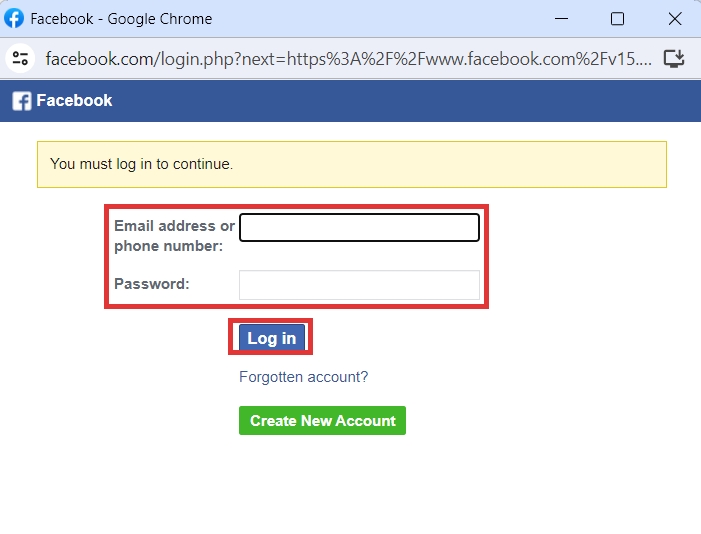 Facebook - Google Chrome
facebook.com/login.php?next=https%3A%2F%2Fwww.facebook.com%2Fv15....
Facebook
You must log in to continue.
Email address or
phone number:
Password:
Log in
Forgotten account?
Create New Account